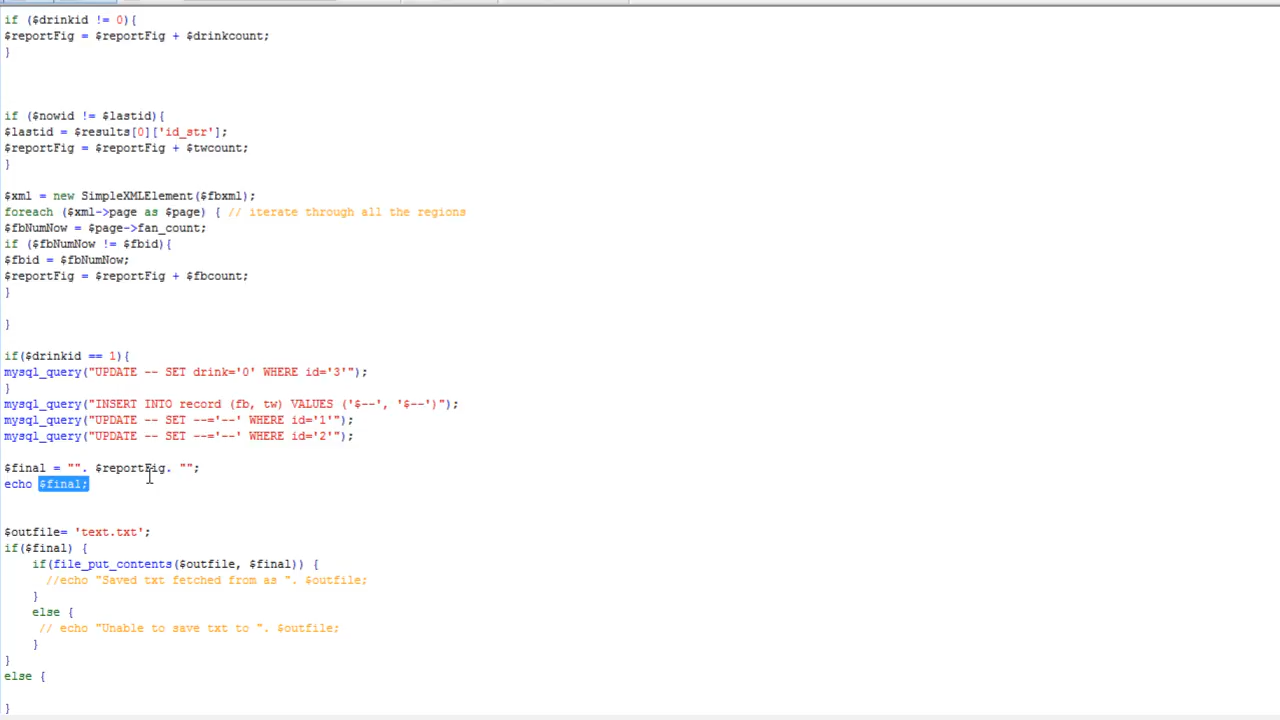 if ($drinkid != 0){
$reportFig = $reportFig + $drinkcount;
}
if ($nowid != $lastid){
$lastid = $results[0]['id_str'];
$reportFig = $reportFig + $twcount;
}
$xml = new SimpleXMLElement($fbxml);
foreach ($xml->page as $page) { // iterate through all the regions
$fbNumNow = $page->fan_count;
if ($fbNumNow != $fbid){
$fbid = $fbNumNow;
$reportFig = $reportFig + $fbcount;
}
}
if($drinkid == 1){
mysql_query("UPDATE -- SET drink='0' WHERE id='3'");
}
mysql_query("INSERT INTO record (fb, tw) VALUES ('$--', '$--')");
mysql_query("UPDATE -- SET --='--' WHERE id='1'");
mysql_query("UPDATE -- SET --='--' WHERE id='2'");
$final = "". $reportFig. "";
echo $final;
$outfile= 'text.txt';
if($final) {
if(file_put_contents($outfile, $final)) {
//echo "Saved txt fetched from as ". $outfile;
}
else {
// echo "Unable to save txt to ". $outfile;
}
}
else {
}